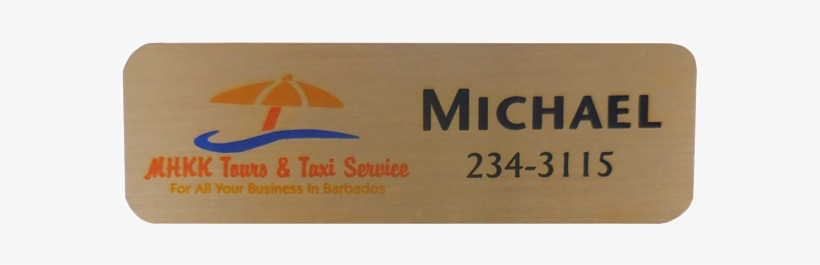 MHKK Tours & Taxi Service
For All Your Business In Barbados
MICHAEL
234-3115